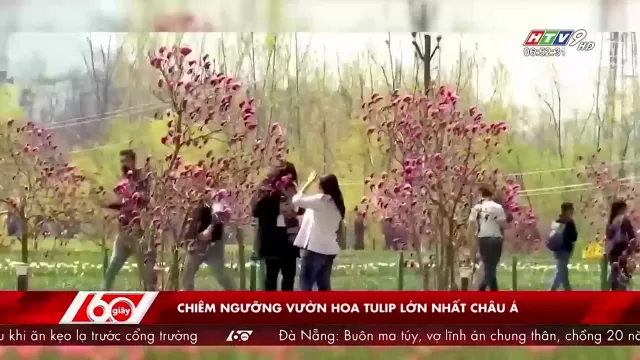 HTV9 HD
06:52:31
60 giây
CHIÊM NGƯỠNG VƯỜN HOA TULIP LỚN NHẤT CHÂU Á
khi ăn kẹo lạ trước cổng trường 60 Đà Nẵng: Buôn ma túy, vợ lĩnh án chung thân, chồng 20